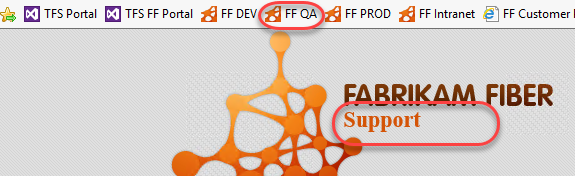 TFS Portal TFS FF Portal FF DEV FF QA FF PROD FF Intranet FF Customer
FABRIKAM FIBER
Support